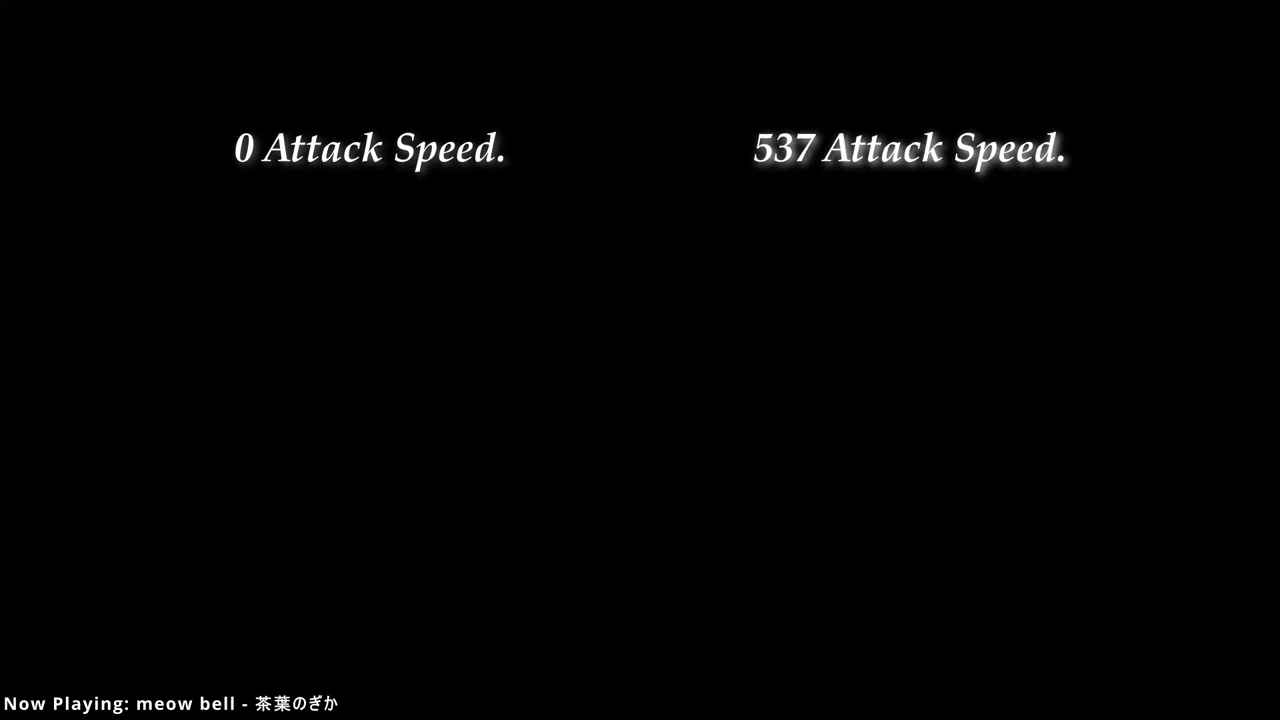 0 Attack Speed.
537 Attack Speed.
Now Playing: meow bell - 茶葉のぎか